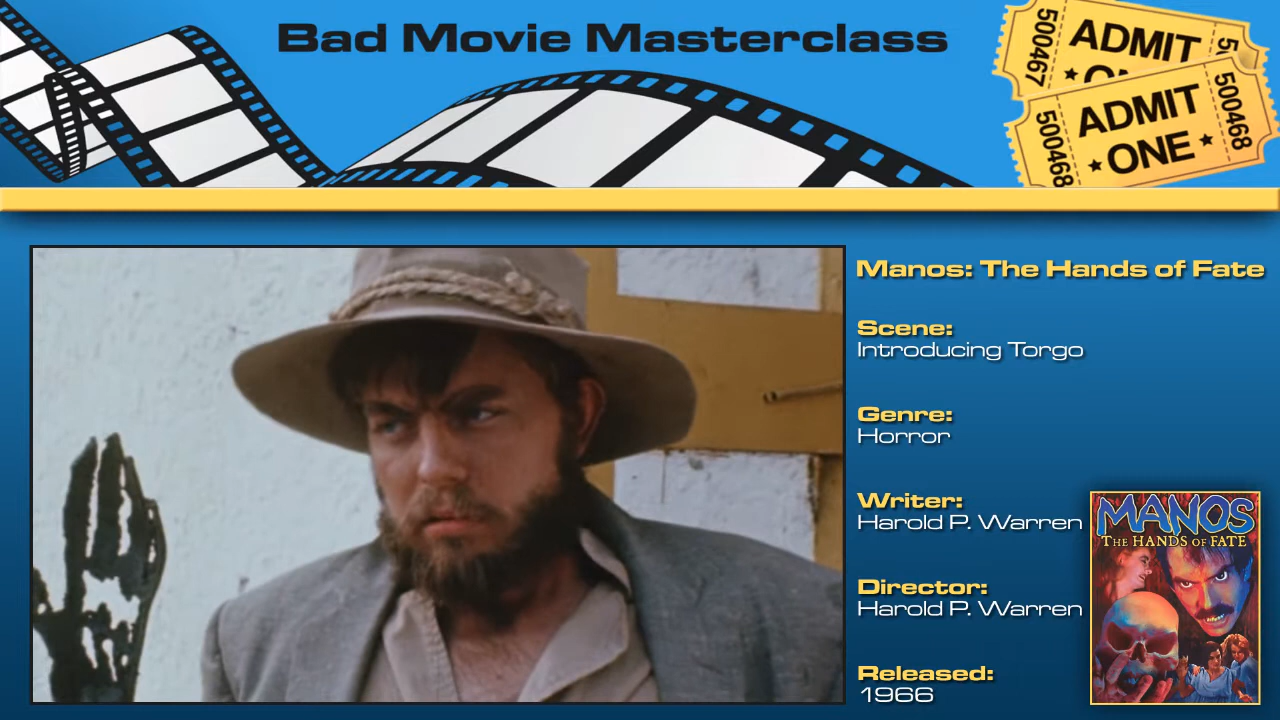 Bad Movie Masterclass
500467
ADMIT
500468
ADMIT
ONE
500468
Manos: The Hands of Fate
Scene:
Introducing Torgo
Genre:
Horror
Writer:
Harold P. Warren
Director:
Harold P. Warren
Released:
1966
MANOS
THE HANDS OF FATE